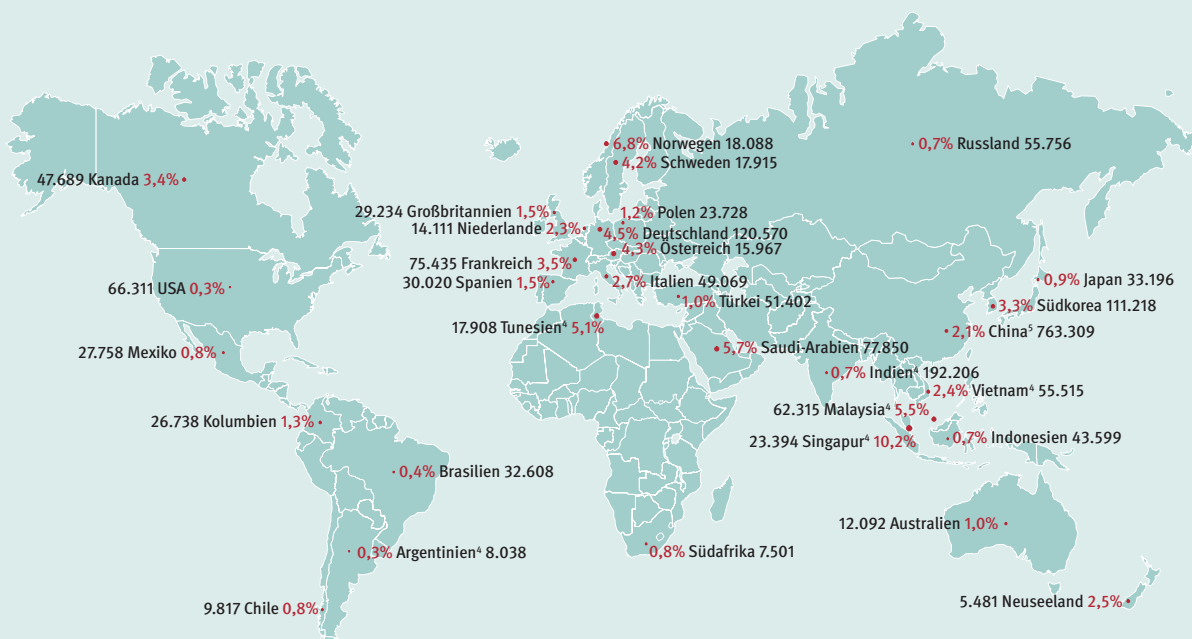 6,8% Norwegen 18.088
0,7% Russland 55.756
4,2% Schweden 17.915
47.689 Kanada 3,4%
29.234 Großbritannien 1,5%
1,2% Polen 23.728
14.111 Niederlande 2,3%
4,5% Deutschland 120.570
4,3% Österreich 15.967
75.435 Frankreich 3,5%
30.020 Spanien 1,5%
2,7% Italien 49.069
0,9% Japan 33.196
66.311 USA 0,3%
1,0% Türkei 51.402
3,3% Südkorea 111.218
17.908 Tunesien⁴ 5,1%
2,1% China⁵ 763.309
27.758 Mexiko 0,8%
5,7% Saudi-Arabien 77.850
0,7% Indien⁴ 192.206
2,4% Vietnam⁴ 55.515
62.315 Malaysia⁴ 5,5%
26.738 Kolumbien 1,3%
23.394 Singapur⁴ 10,2%
0,7% Indonesien 43.599
0,4% Brasilien 32.608
12.092 Australien 1,0%
0,3% Argentinien⁴ 8.038
0,8% Südafrika 7.501
9.817 Chile 0,8%
5.481 Neuseeland 2,5%